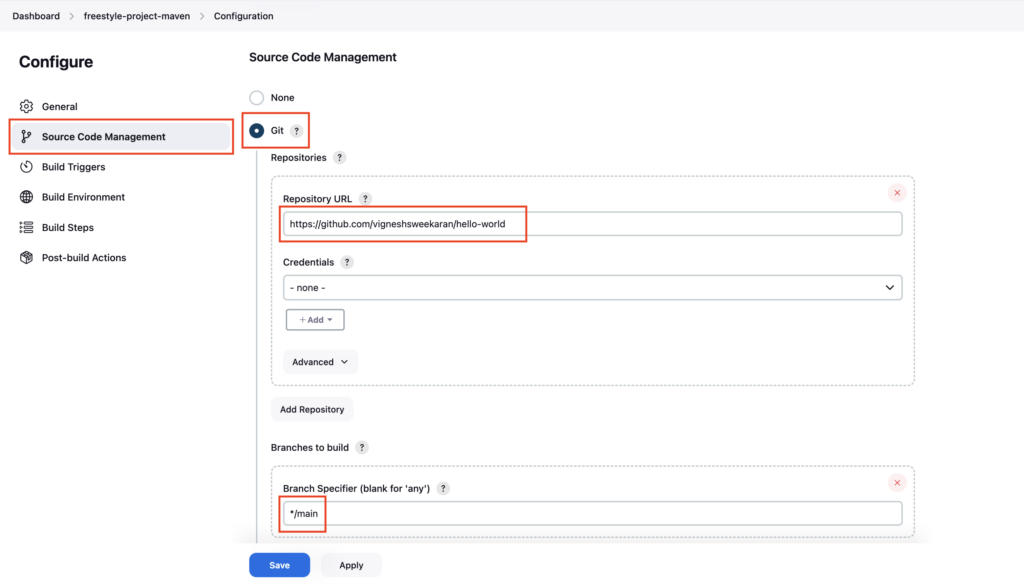 Dashboard > freestyle-project-maven > Configuration
Configure
General
Source Code Management
Build Triggers
Build Environment
Build Steps
Post-build Actions
Source Code Management
None
Git ?
Repositories ?
Repository URL ?
https://github.com/vigneshsweekaran/hello-world
Credentials ?
- none -
+ Add
Advanced
Add Repository
Branches to build ?
Branch Specifier (blank for 'any') ?
*/main
Save Apply